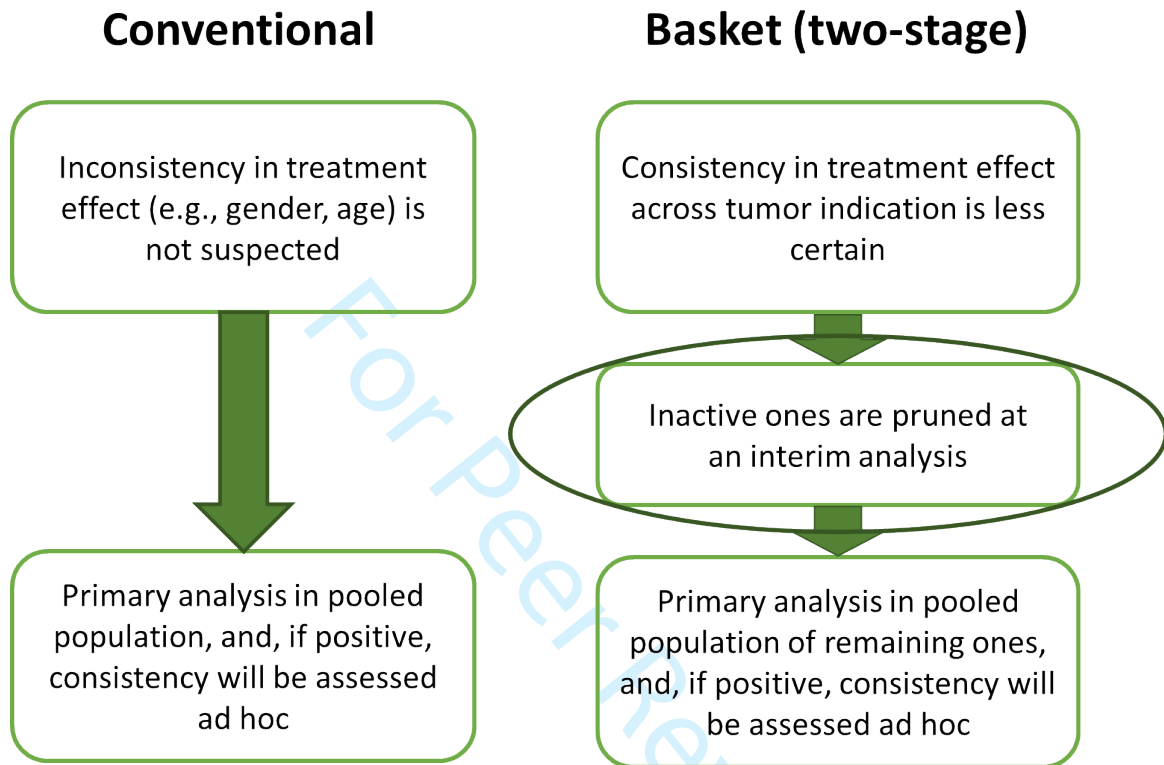 Conventional
Basket (two-stage)
Inconsistency in treatment
effect (e.g., gender, age) is
not suspected
Consistency in treatment effect
across tumor indication is less
certain
Inactive ones are pruned at
an interim analysis
Primary analysis in pooled
population, and, if positive,
consistency will be assessed
ad hoc
Primary analysis in pooled
population of remaining ones,
and, if positive, consistency will
be assessed ad hoc
For Peer Re